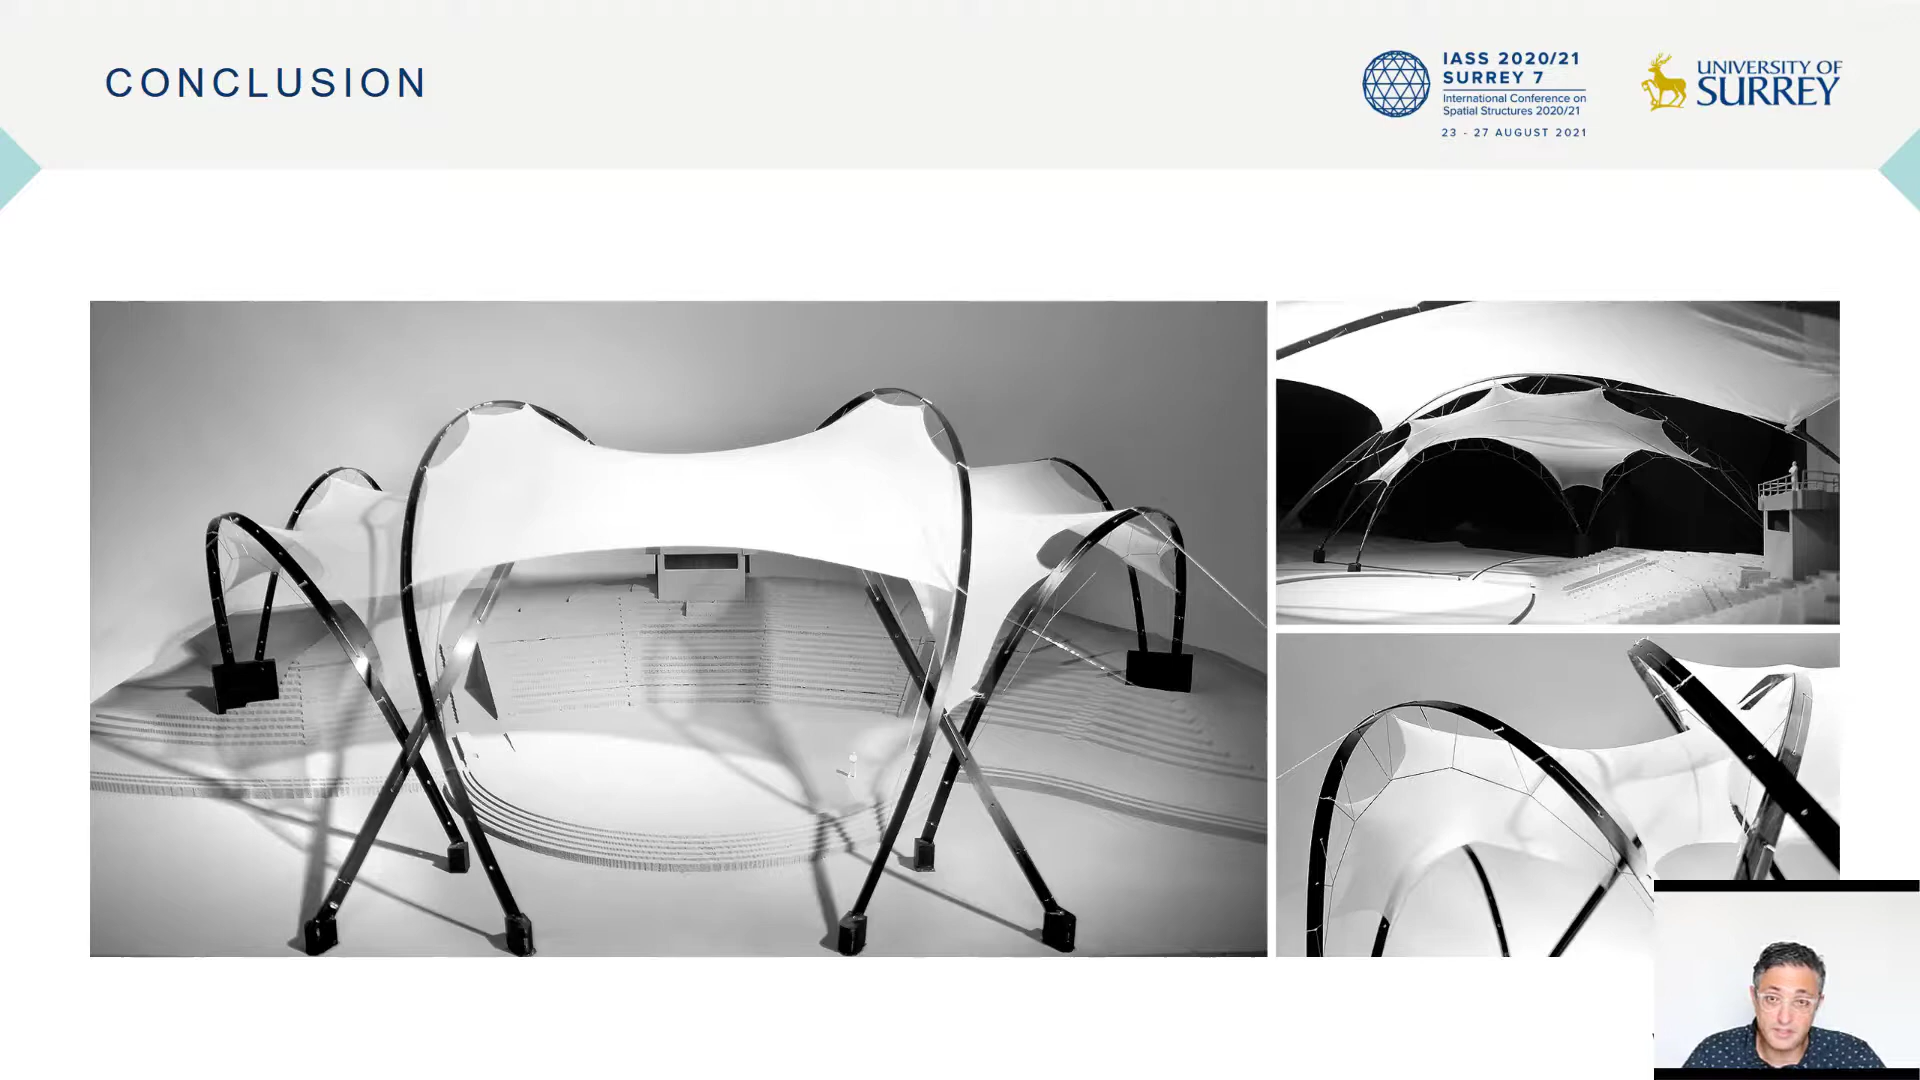 CONCLUSION
IASS 2020/21
SURREY 7
International Conference on
Spatial Structures 2020/21
23 - 27 AUGUST 2021
UNIVERSITY OF
SURREY